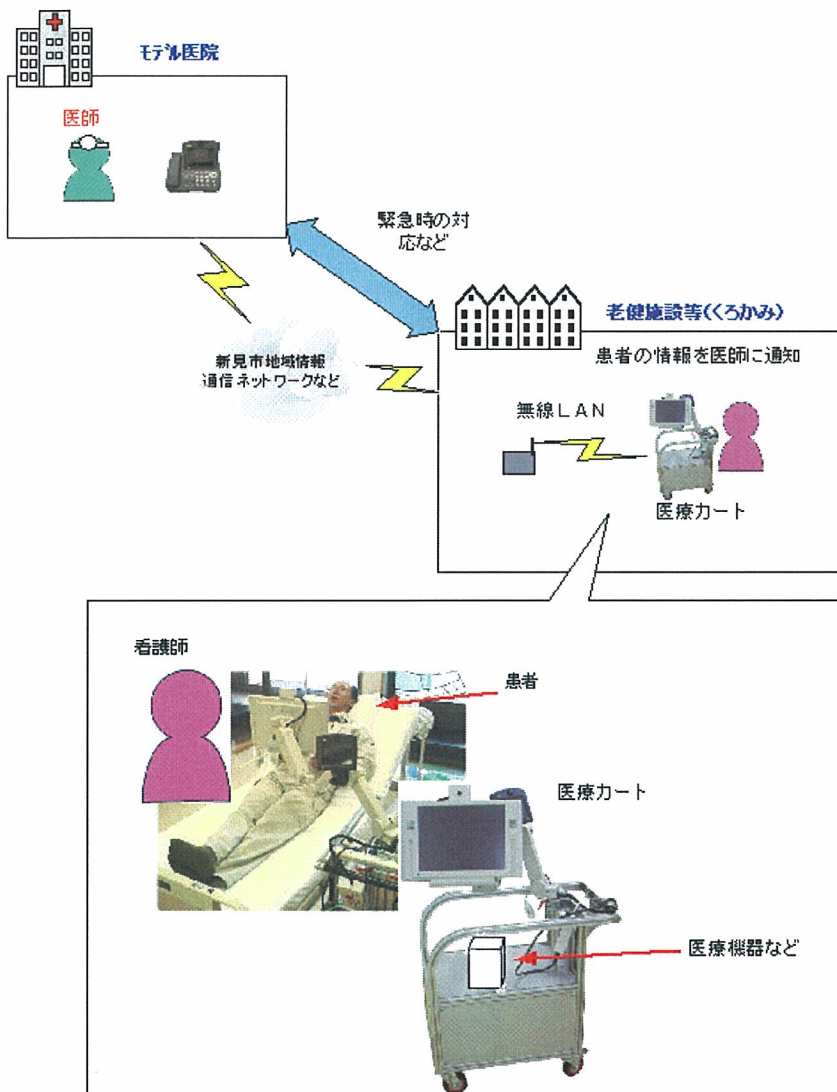 モデル医院
医師
緊急時の対
応など
老健施設等(くろかみ)
患者の情報を医師に通知
新見市地域情報
通信ネットワークなど
無線LAN
医療カート
看護師
患者
医療カート
医療機器など